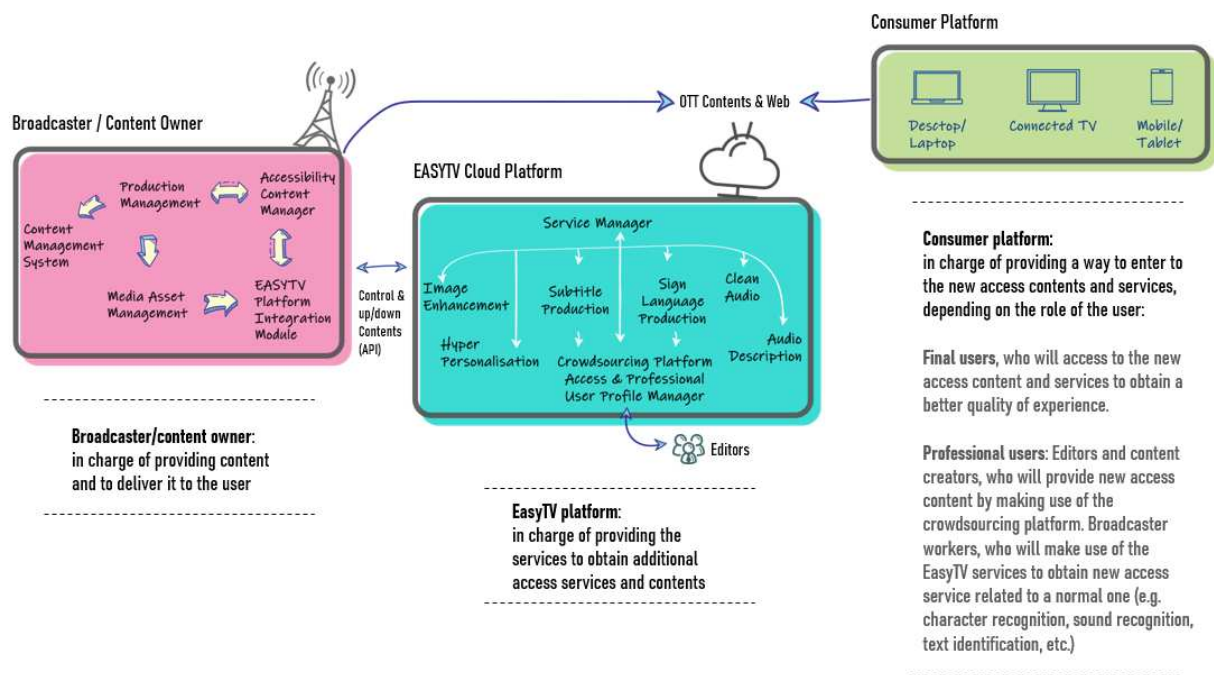 Consumer Platform
Desctop/
Laptop
Connected TV
Mobile/
Tablet
OTT Contents & Web
Broadcaster / Content Owner
Production
Management
Accessibility
Content
Manager
Content
Management
System
Media Asset
Management
EASYTV
Platform
Integration
Module
Control &
up/down
Contents
(API)
EASYTV Cloud Platform
Service Manager
Image
Enhancement
Subtitle
Production
Sign
Language
Production
Clean
Audio
Hyper
Personalisation
Audio
Description
Crowdsourcing Platform
Access & Professional
User Profile Manager
Editors
Broadcaster/content owner:
in charge of providing content
and to deliver it to the user
EasyTV platform:
in charge of providing the
services to obtain additional
access services and contents
Consumer platform:
in charge of providing a way to enter to
the new access contents and services,
depending on the role of the user:
Final users, who will access to the new
access content and services to obtain a
better quality of experience.
Professional users: Editors and content
creators, who will provide new access
content by making use of the
crowdsourcing platform. Broadcaster
workers, who will make use of the
EasyTV services to obtain new access
service related to a normal one (e.g.
character recognition, sound recognition,
text identification, etc.)